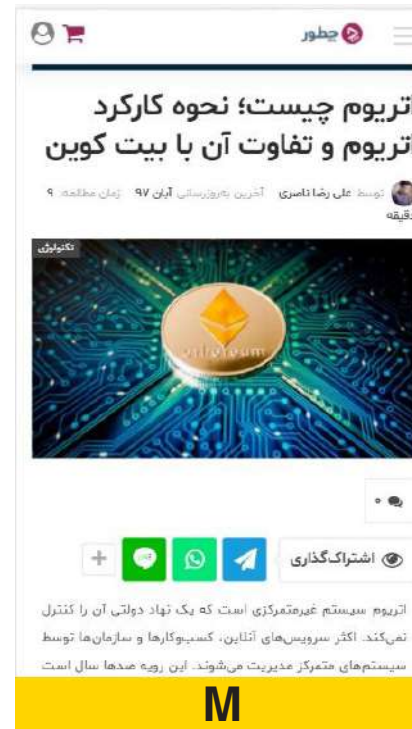 چطور
اتریوم چیست؛ نحوه کارکرد
اتریوم و تفاوت آن با بیت کوین
توسط علی رضا ناصری آخرین به‌روزرسانی آبان ۹۷ زمان مطالعه: ۹
دقیقه
تکنولوژی
ethereum
۰
اشتراک‌گذاری
اتریوم سیستم غیرمتمرکزی است که یک نهاد دولتی آن را کنترل
نمی‌کند. اکثر سرویس‌های آنلاین، کسب‌وکارها و سازمان‌ها توسط
سیستم‌های متمرکز مدیریت می‌شوند. این رویه صدها سال است
M